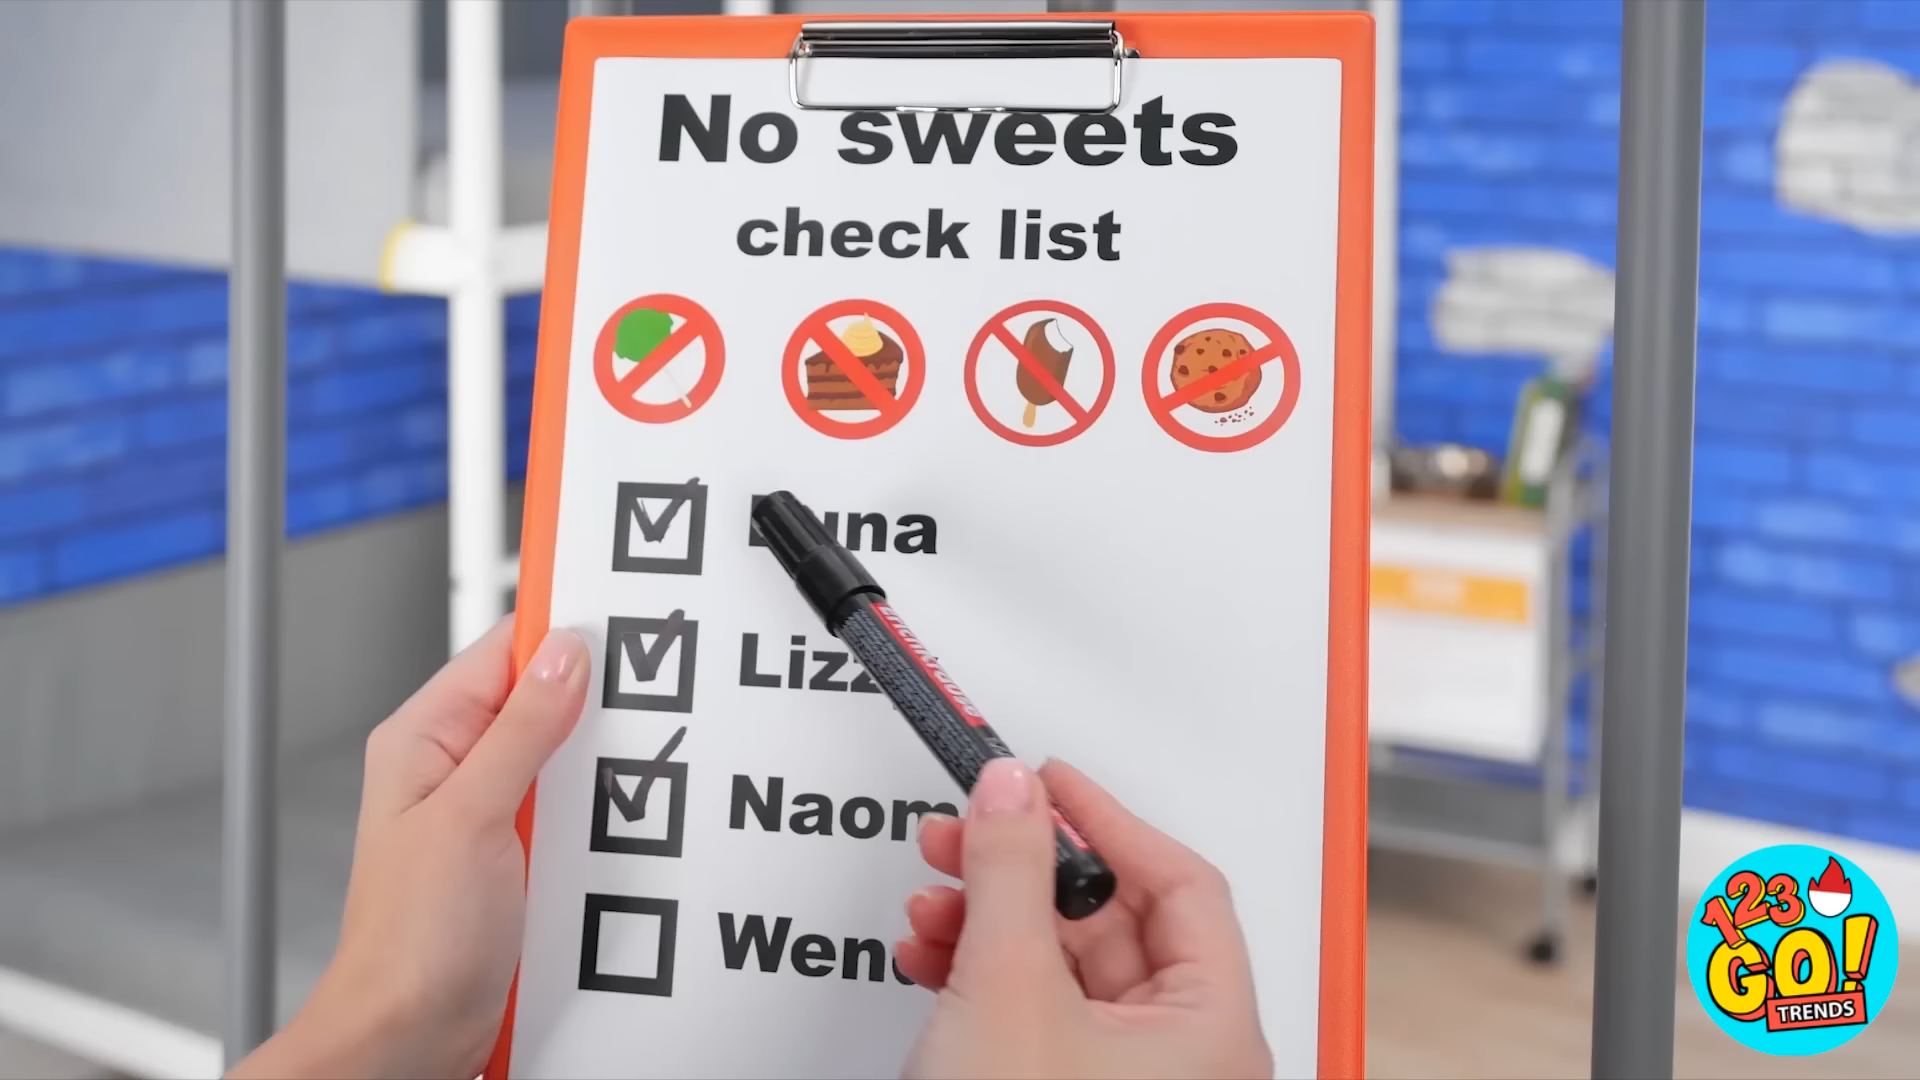 No sweets
check list
una
Lizz
Naom
Wen
123
GO!
TRENDS